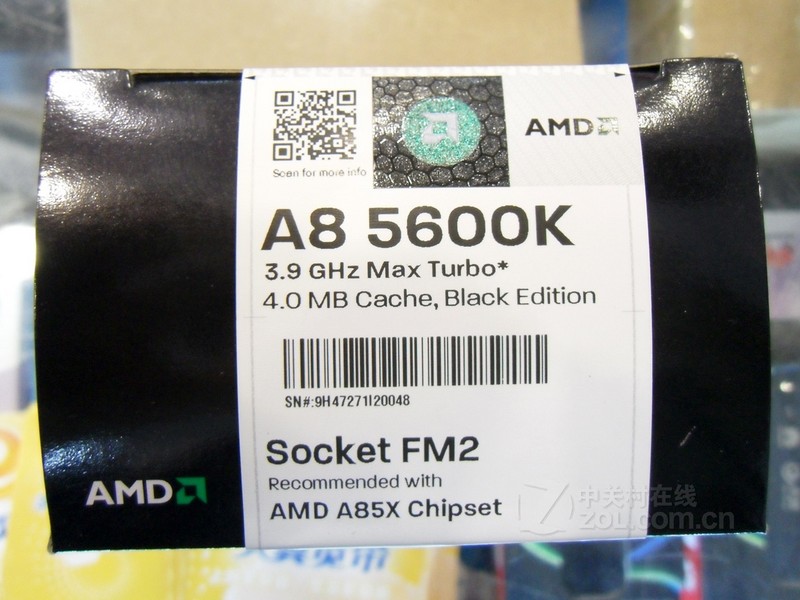 Scan for more info
AMD
A8 5600K
3.9 GHz Max Turbo*
4.0 MB Cache, Black Edition
SN#:9H47271I20048
Socket FM2
Recommended with
AMD A85X Chipset
AMD
中关村在线
zol.com.cn